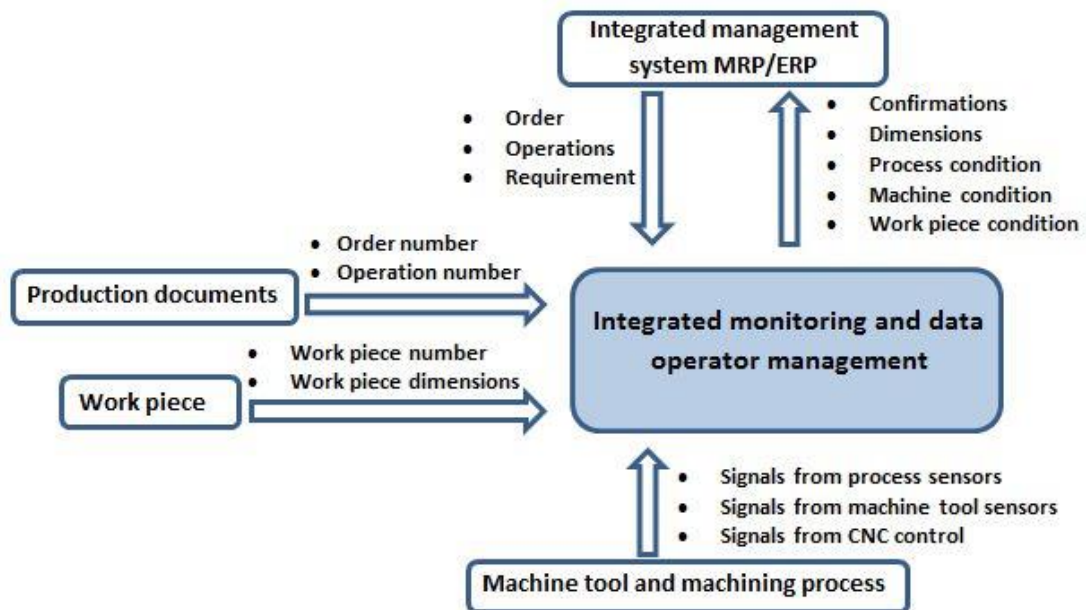 Integrated management
system MRP/ERP
• Order
• Operations
• Requirement
• Confirmations
• Dimensions
• Process condition
• Machine condition
• Work piece condition
• Order number
• Operation number
Production documents
Integrated monitoring and data
operator management
• Work piece number
• Work piece dimensions
Work piece
• Signals from process sensors
• Signals from machine tool sensors
• Signals from CNC control
Machine tool and machining process